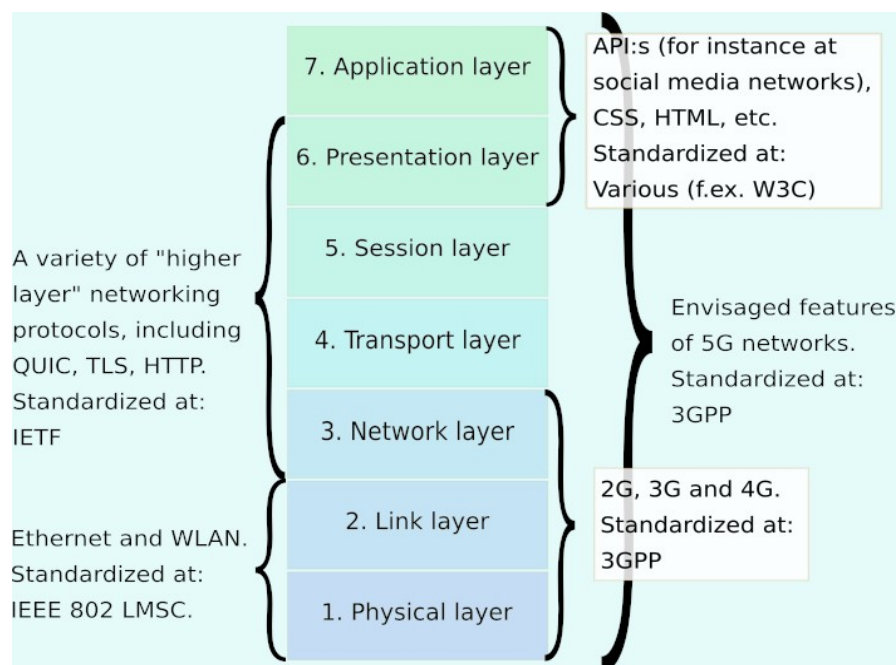 7. Application layer
6. Presentation layer
5. Session layer
4. Transport layer
3. Network layer
2. Link layer
1. Physical layer
A variety of "higher
layer" networking
protocols, including
QUIC, TLS, HTTP.
Standardized at:
IETF
Ethernet and WLAN.
Standardized at:
IEEE 802 LMSC.
API:s (for instance at
social media networks),
CSS, HTML, etc.
Standardized at:
Various (f.ex. W3C)
Envisaged features
of 5G networks.
Standardized at:
3GPP
2G, 3G and 4G.
Standardized at:
3GPP